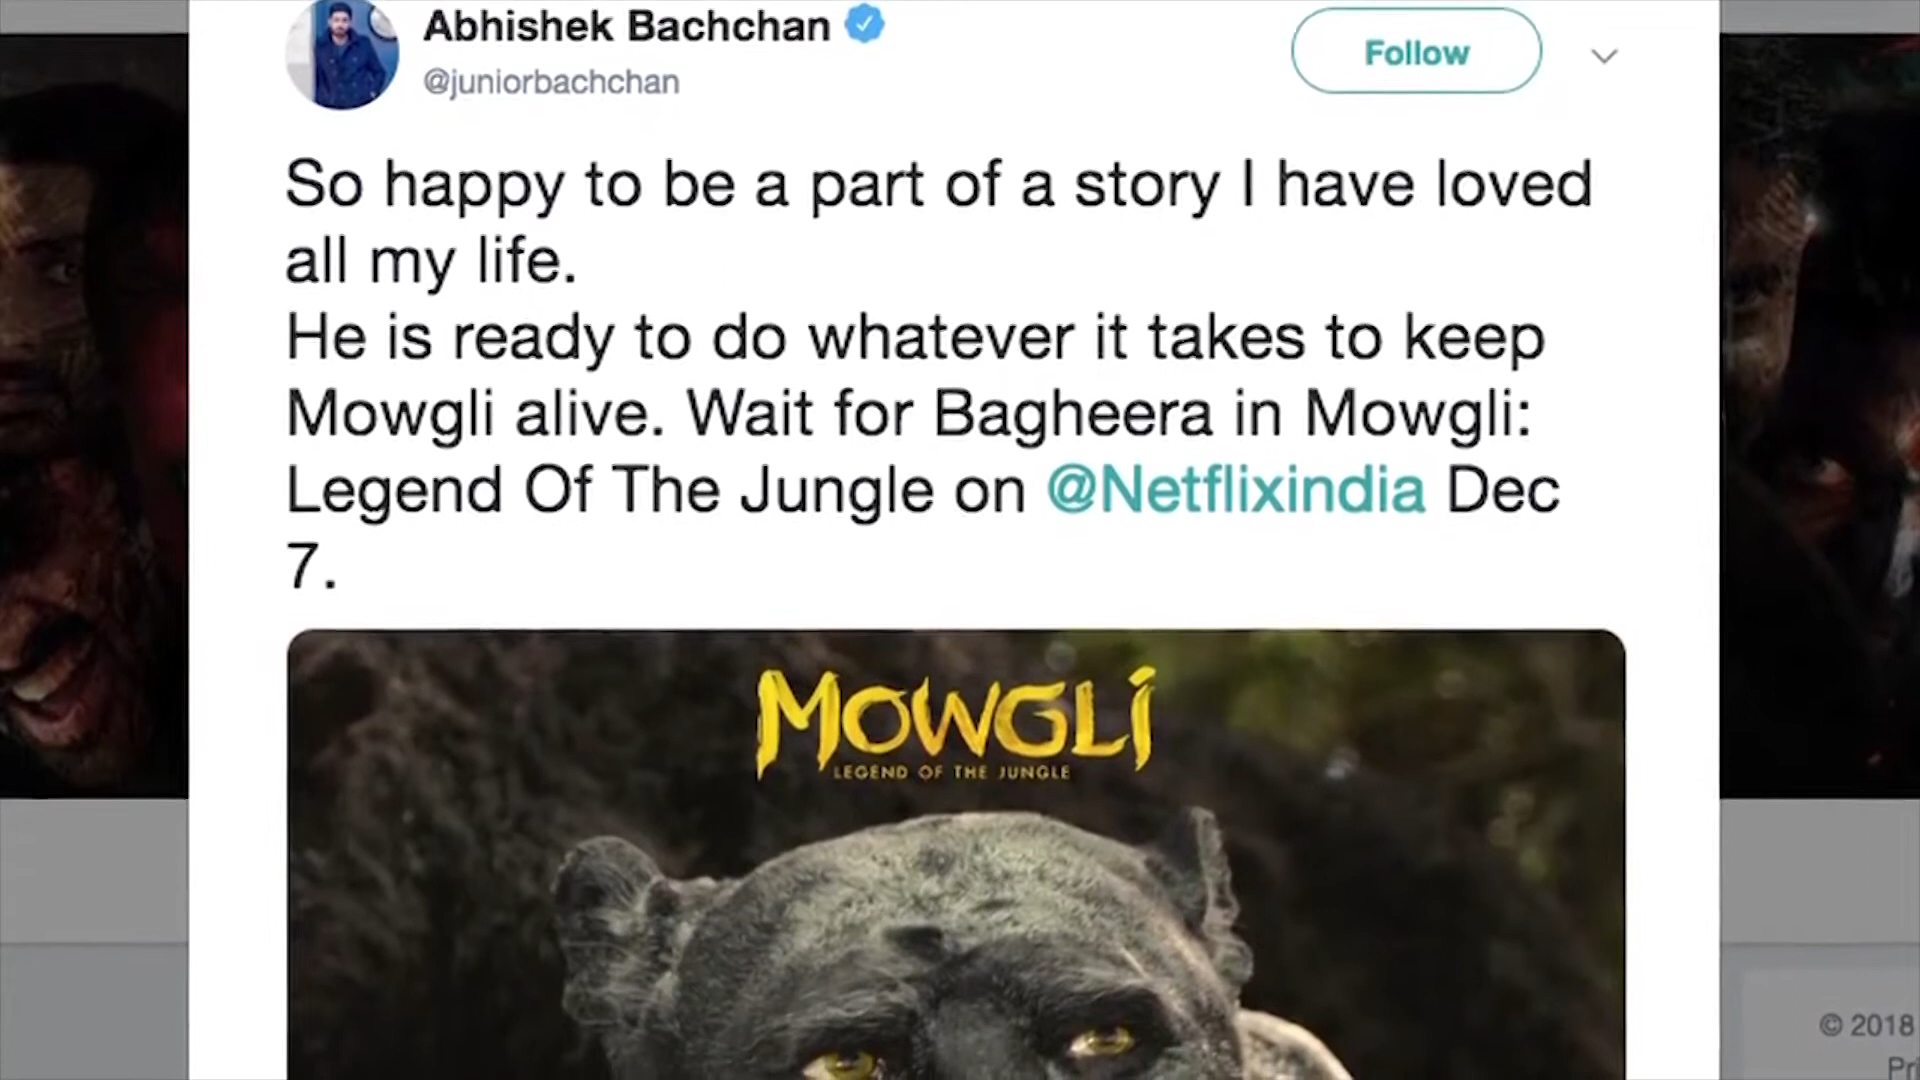 Abhishek Bachchan
@juniorbachchan
Follow
So happy to be a part of a story I have loved
all my life.
He is ready to do whatever it takes to keep
Mowgli alive. Wait for Bagheera in Mowgli:
Legend Of The Jungle on @Netflixindia Dec
7.
MOWGLI
LEGEND OF THE JUNGLE
© 2018